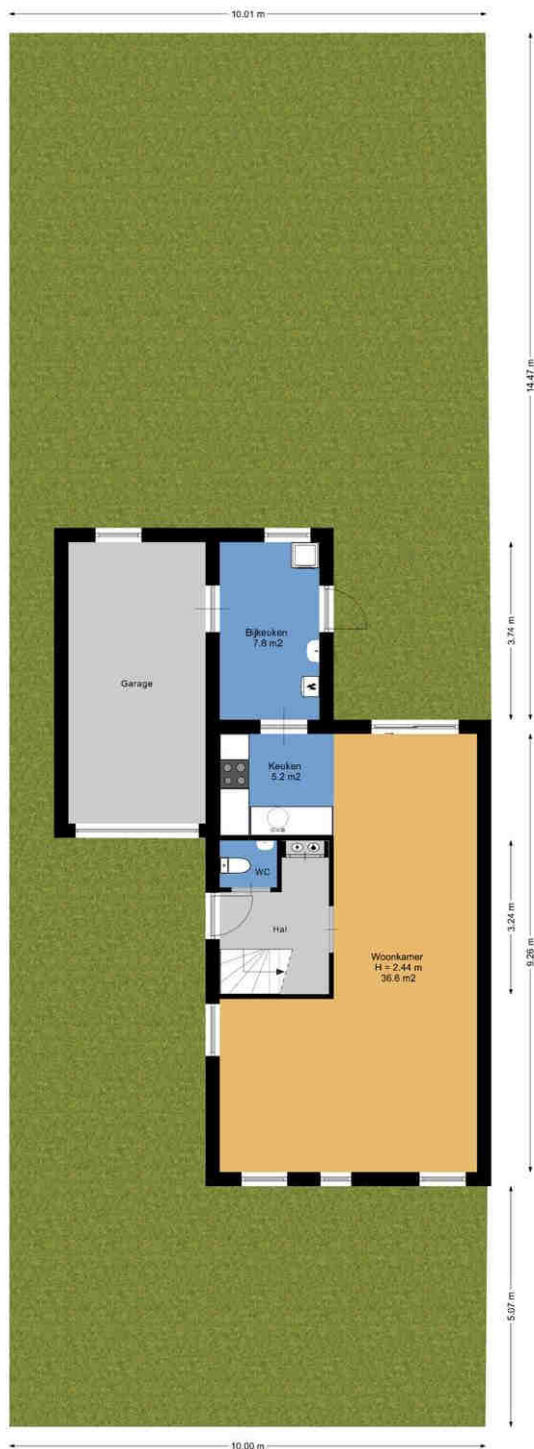 10.01 m
14.47 m
3.74 m
Bijkeuken
7.8 m2
Garage
Keuken
5.2 m2
WC
3.24 m
Hal
9.26 m
Woonkamer
H = 2.44 m
36.6 m2
5.07 m
10.00 m